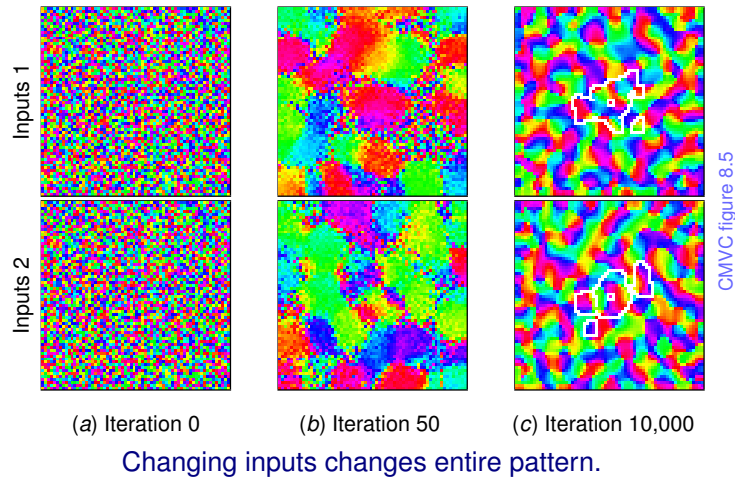 Inputs 1
Inputs 2
CMVC figure 8.5
(a) Iteration 0
(b) Iteration 50
(c) Iteration 10,000
Changing inputs changes entire pattern.